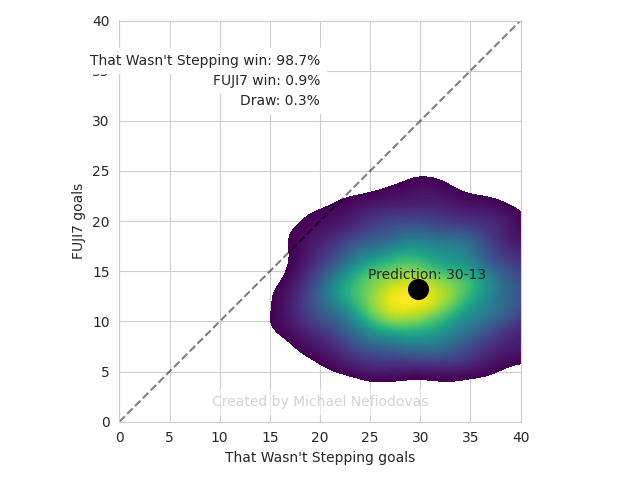 40
That Wasn't Stepping win: 98.7%
FUJI7 win: 0.9%
Draw: 0.3%
30
25
20
15
10
5
0
FUJI7 goals
Prediction: 30-13
Created by Michael Nefiodovas
0 5 10 15 20 25 30 35 40
That Wasn't Stepping goals